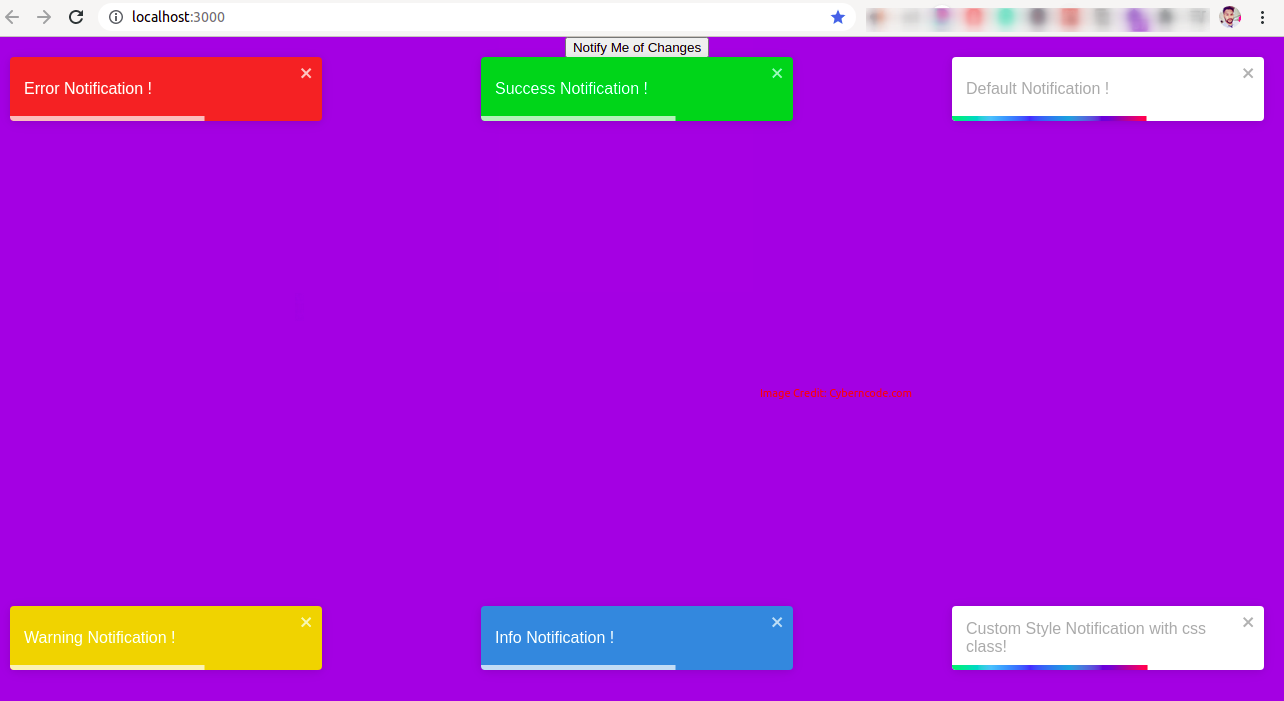 localhost:3000
Notify Me of Changes
Error Notification !
Success Notification !
Default Notification !
Warning Notification !
Info Notification !
Custom Style Notification with css
class!